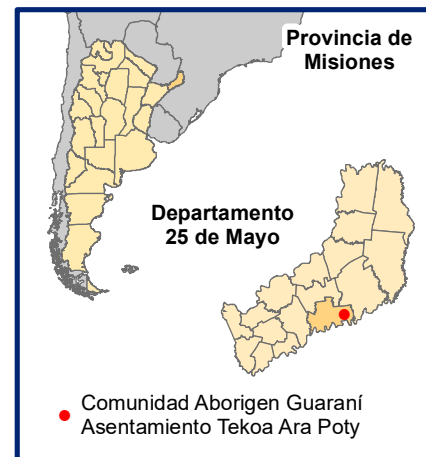 Provincia de
Misiones
Departamento
25 de Mayo
Comunidad Aborigen Guaraní
Asentamiento Tekoa Ara Poty